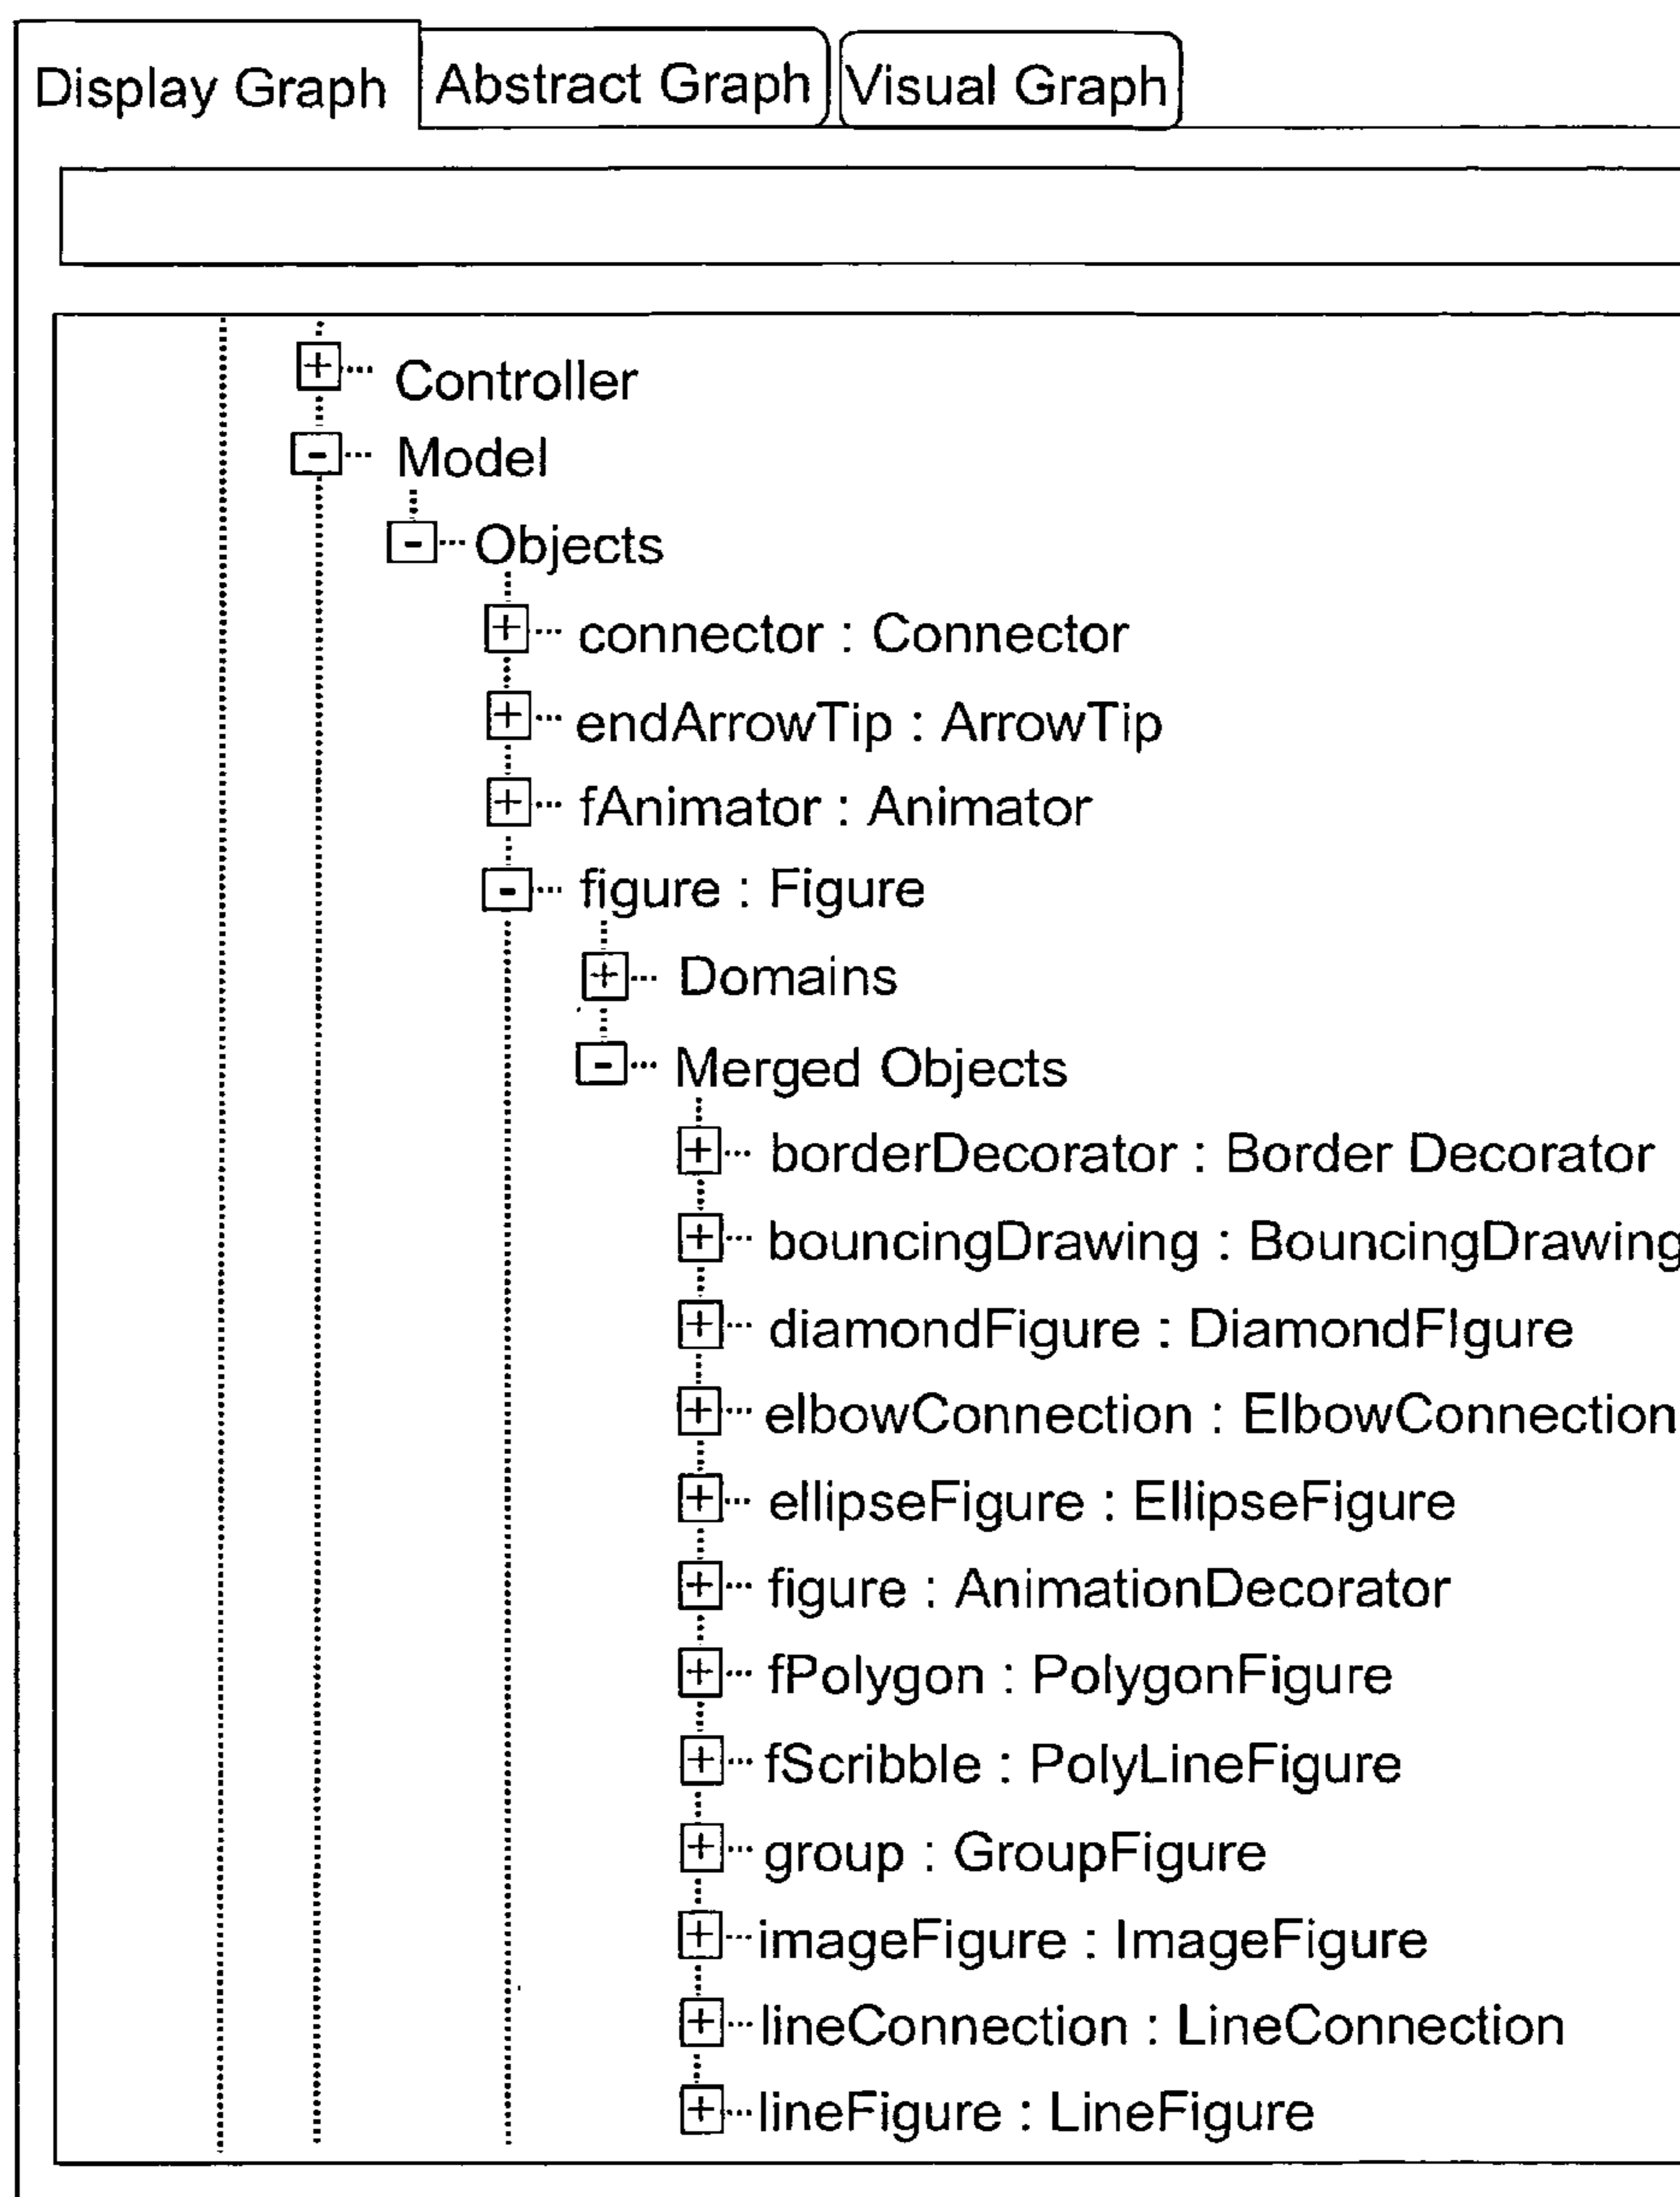 Display Graph Abstract Graph Visual Graph
Controller
Model
Objects
connector : Connector
endArrowTip : ArrowTip
fAnimator : Animator
figure : Figure
Domains
Merged Objects
borderDecorator : Border Decorator
bouncingDrawing : BouncingDrawing
diamondFigure : DiamondFIgure
elbowConnection : ElbowConnection
ellipseFigure : EllipseFigure
figure : AnimationDecorator
fPolygon : PolygonFigure
fScribble : PolyLineFigure
group : GroupFigure
imageFigure : ImageFigure
lineConnection : LineConnection
lineFigure : LineFigure